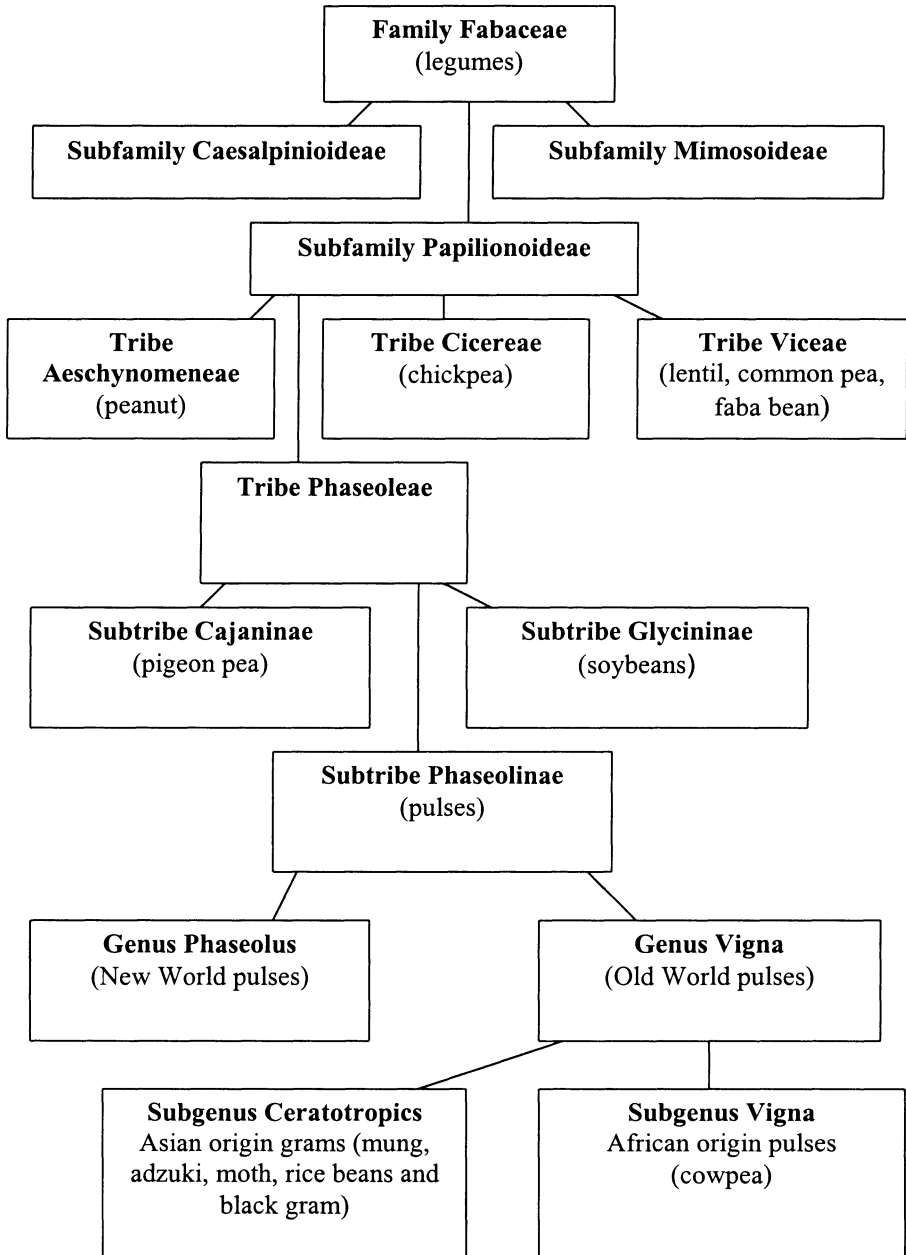 Family Fabaceae
(legumes)
Subfamily Caesalpinioideae
Subfamily Mimosoideae
Subfamily Papilionoideae
Tribe
Aeschynomeneae
(peanut)
Tribe Cicereae
(chickpea)
Tribe Viceae
(lentil, common pea,
faba bean)
Tribe Phaseoleae
Subtribe Cajaninae
(pigeon pea)
Subtribe Glycininae
(soybeans)
Subtribe Phaseolinae
(pulses)
Genus Phaseolus
(New World pulses)
Genus Vigna
(Old World pulses)
Subgenus Ceratotropics
Asian origin grams (mung,
adzuki, moth, rice beans and
black gram)
Subgenus Vigna
African origin pulses
(cowpea)